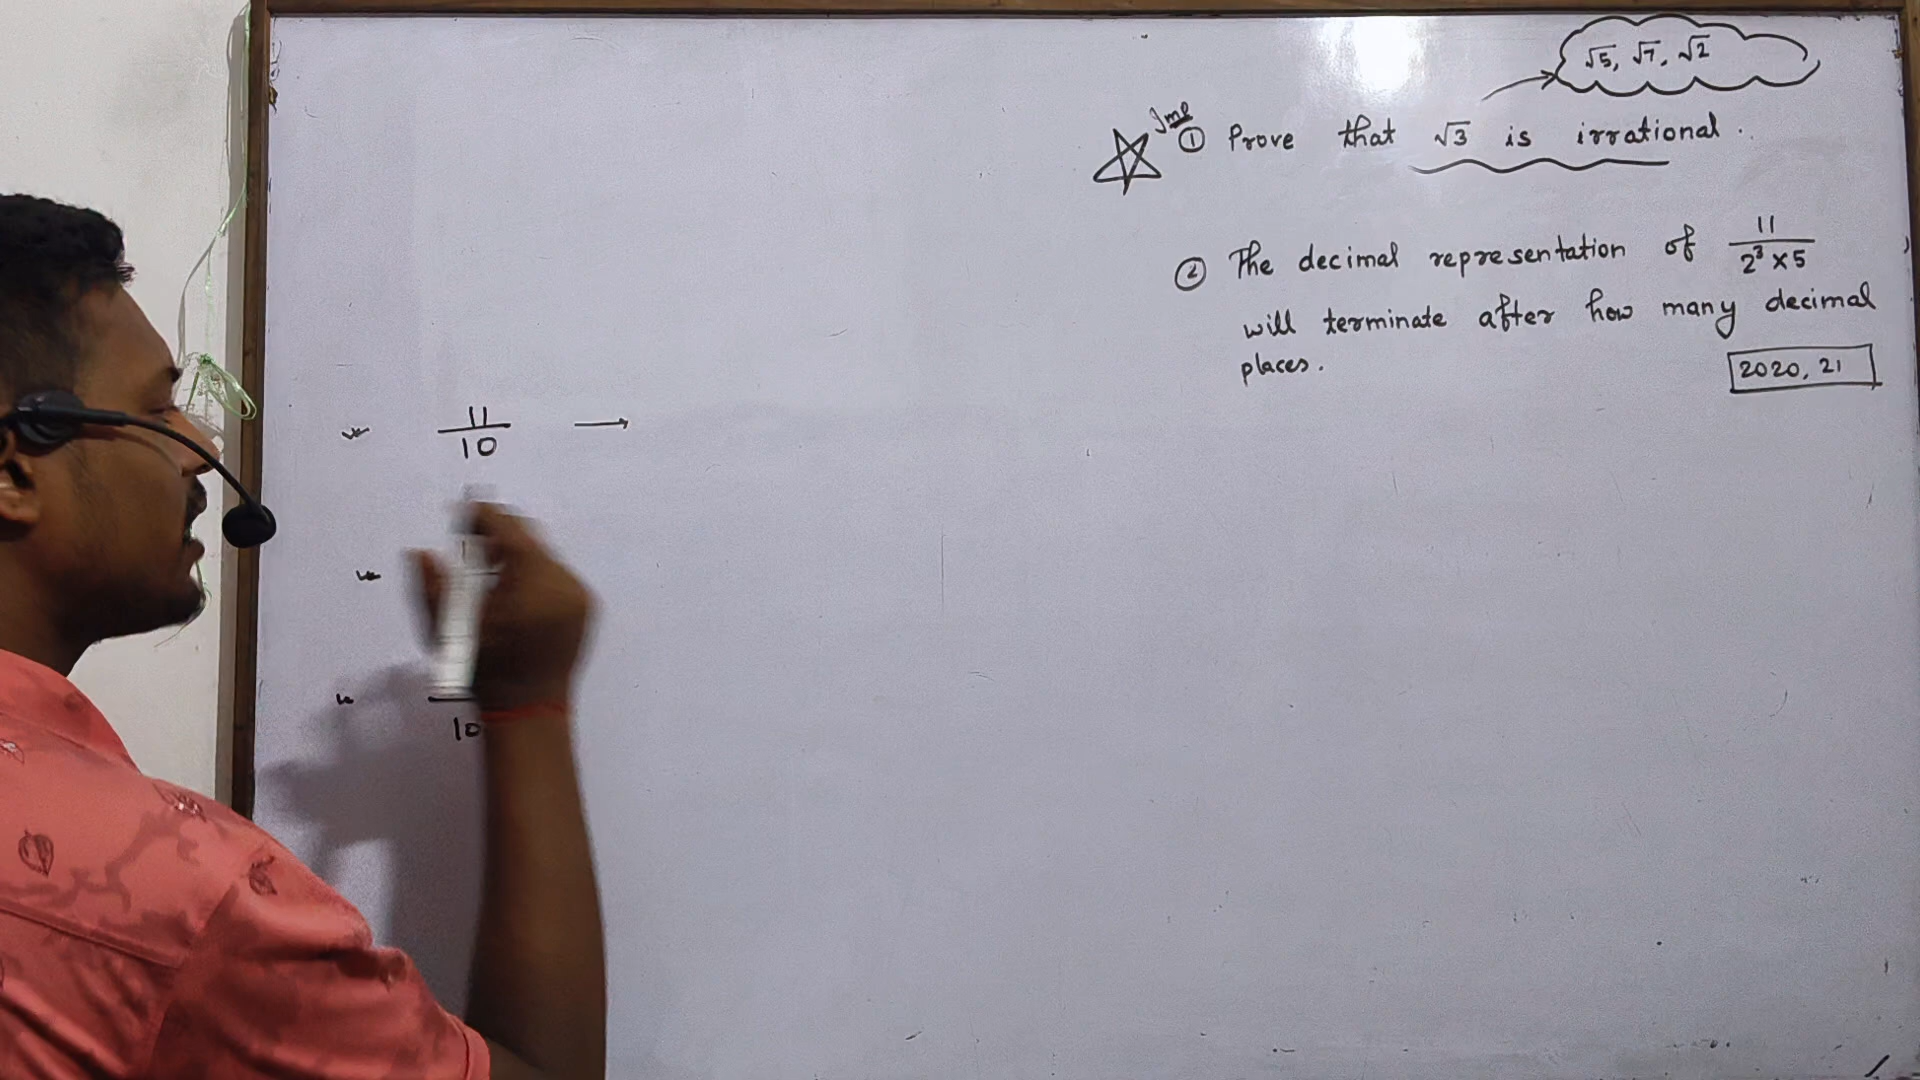 √5, √7, √2
Imp
① Prove that √3 is irrational.
② The decimal representation of 11/2³×5
will terminate after how many decimal
places.
2020, 21
11/10 →
10